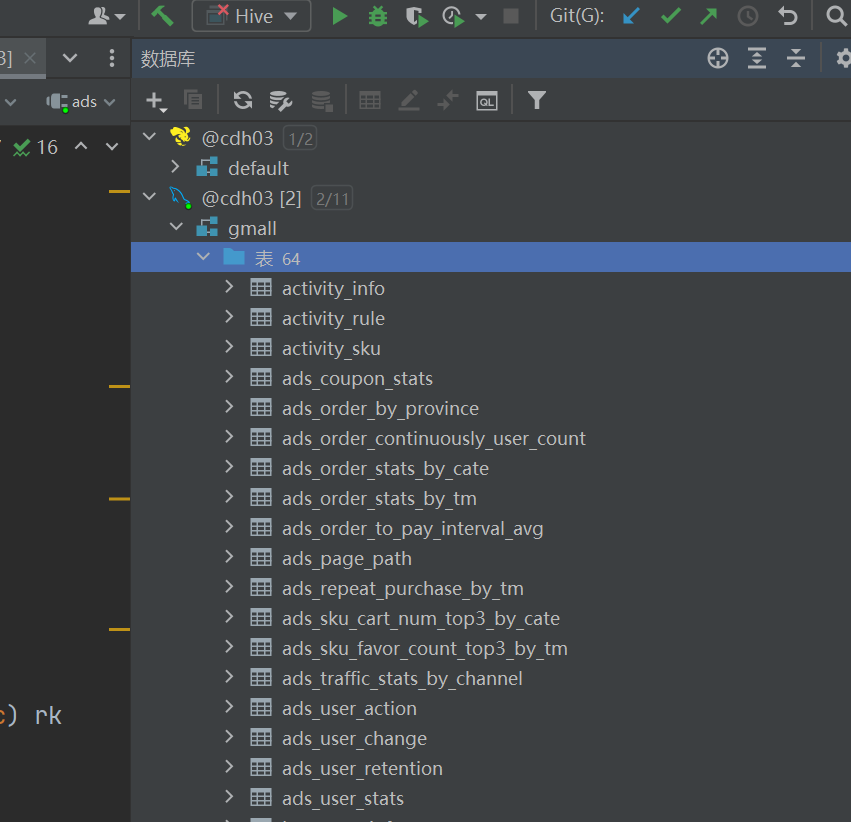 Hive
Git(G):
3]
数据库
ads
QL
16
@cdh03 1/2
default
@cdh03 [2] 2/11
gmall
表 64
activity_info
activity_rule
activity_sku
ads_coupon_stats
ads_order_by_province
ads_order_continuously_user_count
ads_order_stats_by_cate
ads_order_stats_by_tm
ads_order_to_pay_interval_avg
ads_page_path
ads_repeat_purchase_by_tm
ads_sku_cart_num_top3_by_cate
ads_sku_favor_count_top3_by_tm
ads_traffic_stats_by_channel
c) rk
ads_user_action
ads_user_change
ads_user_retention
ads_user_stats